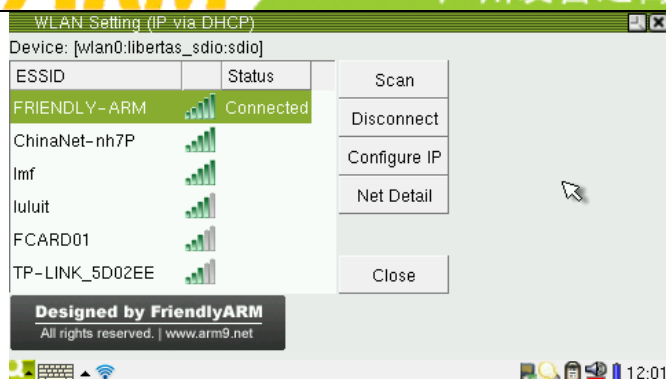 WLAN Setting (IP via DHCP)
Device: [wlan0:libertas_sdio:sdio]
ESSID Status
Scan
FRIENDLY-ARM Connected
Disconnect
ChinaNet-nh7P
Configure IP
lmf
Net Detail
luluit
FCARD01
TP-LINK_5D02EE
Close
Designed by FriendlyARM
All rights reserved. | www.arm9.net
12:01